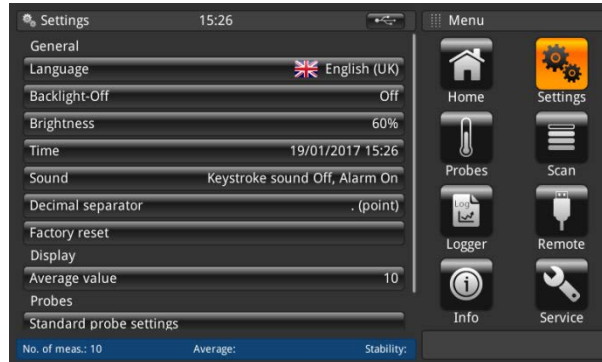 Settings 15:26
General
Language English (UK)
Backlight-Off Off
Brightness 60%
Time 19/01/2017 15:26
Sound Keystroke sound Off, Alarm On
Decimal separator . (point)
Factory reset
Display
Average value 10
Probes
Standard probe settings
No. of meas.: 10 Average: Stability:
Menu
Home Settings
Probes Scan
Log
Logger Remote
Info Service